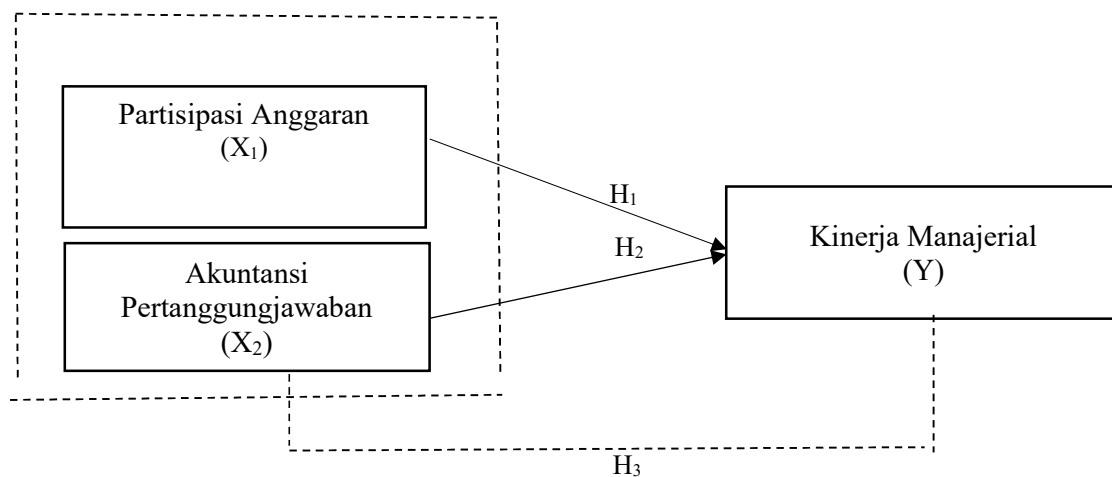 Partisipasi Anggaran
(X₁)
H₁
Kinerja Manajerial
(Y)
H₂
Akuntansi
Pertanggungjawaban
(X₂)
H₃